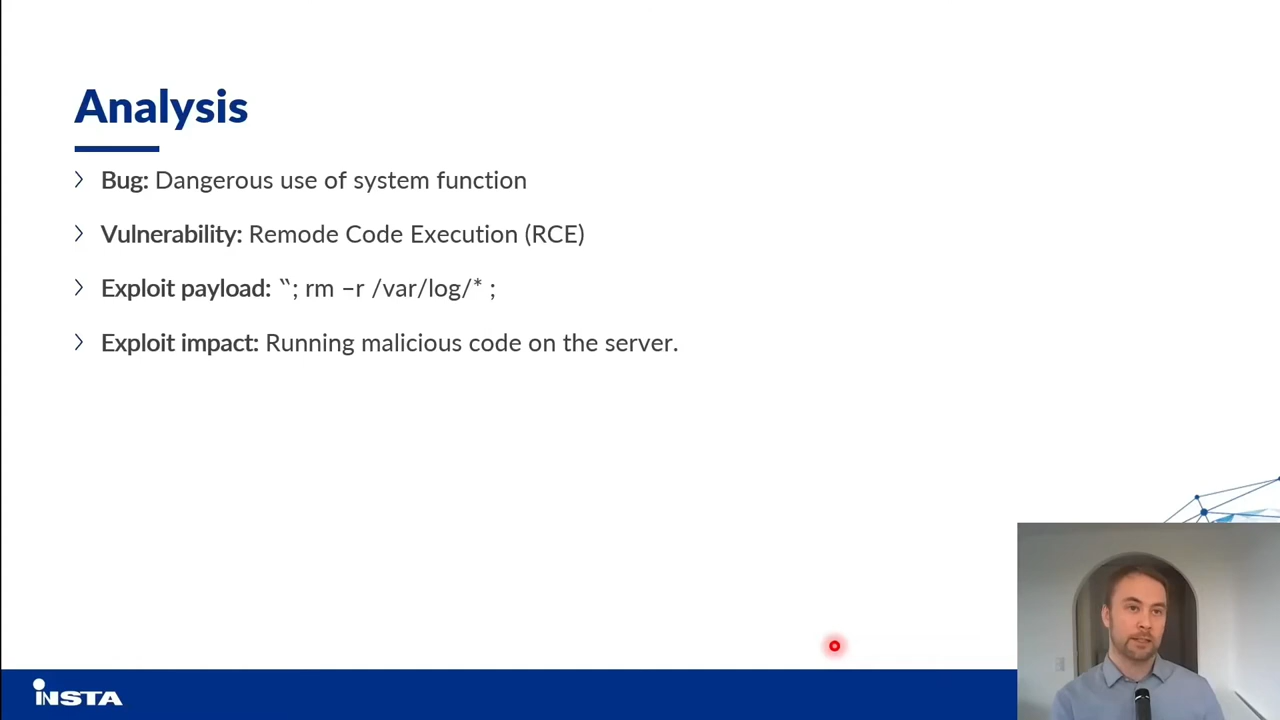 Analysis
Bug: Dangerous use of system function
Vulnerability: Remode Code Execution (RCE)
Exploit payload: “; rm –r /var/log/* ;
Exploit impact: Running malicious code on the server.
INSTA